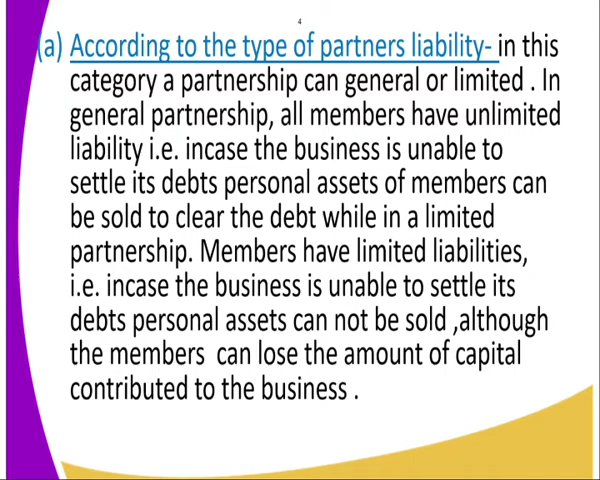 4
(a) According to the type of partners liability- in this
category a partnership can general or limited . In
general partnership, all members have unlimited
liability i.e. incase the business is unable to
settle its debts personal assets of members can
be sold to clear the debt while in a limited
partnership. Members have limited liabilities,
i.e. incase the business is unable to settle its
debts personal assets can not be sold ,although
the members can lose the amount of capital
contributed to the business .